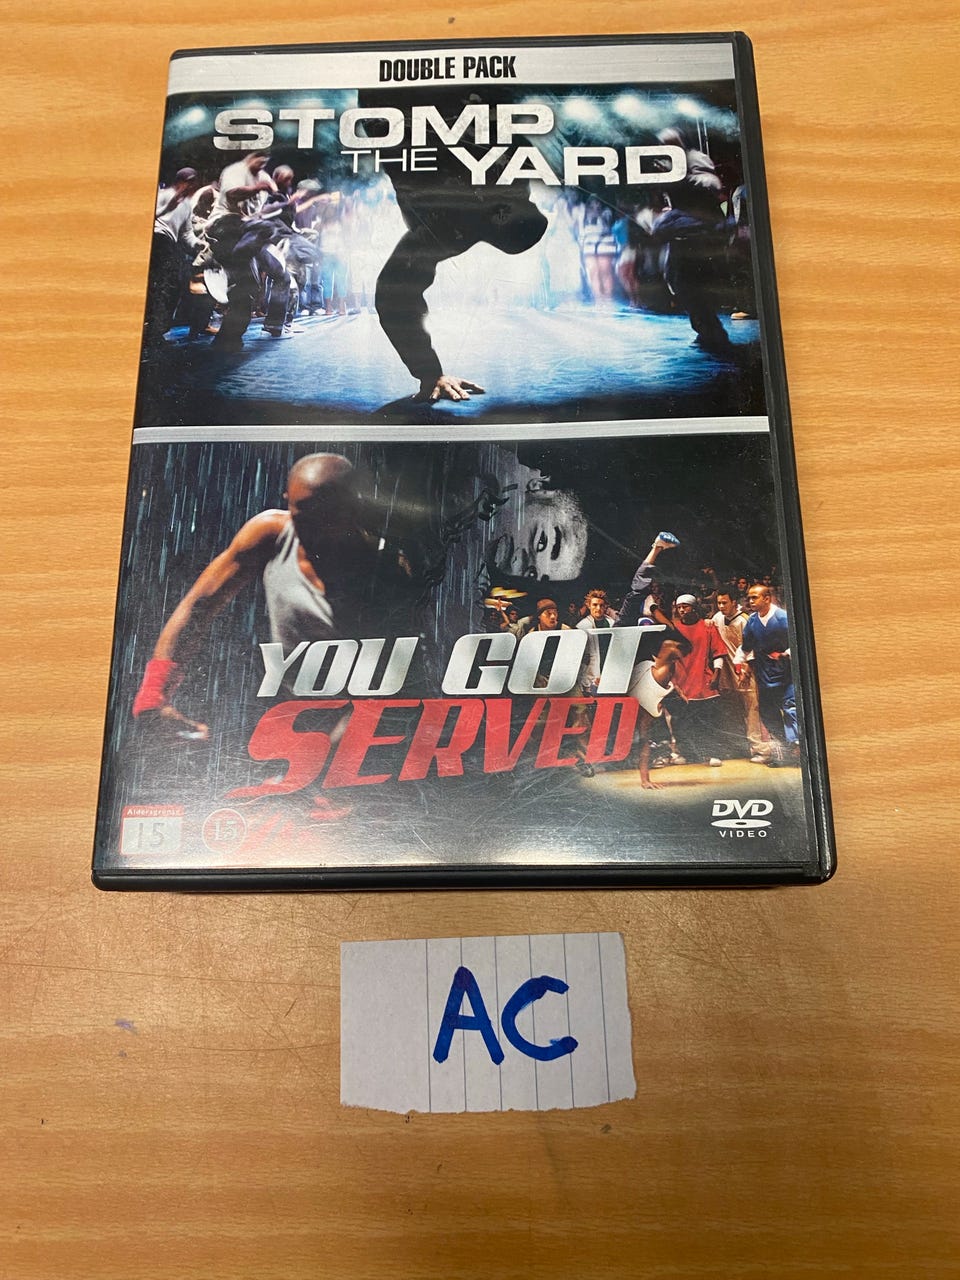 DOUBLE PACK
STOMP
THE YARD
YOU GOT
SERVED
Aldersgrense
15
15
DVD
VIDEO
AC